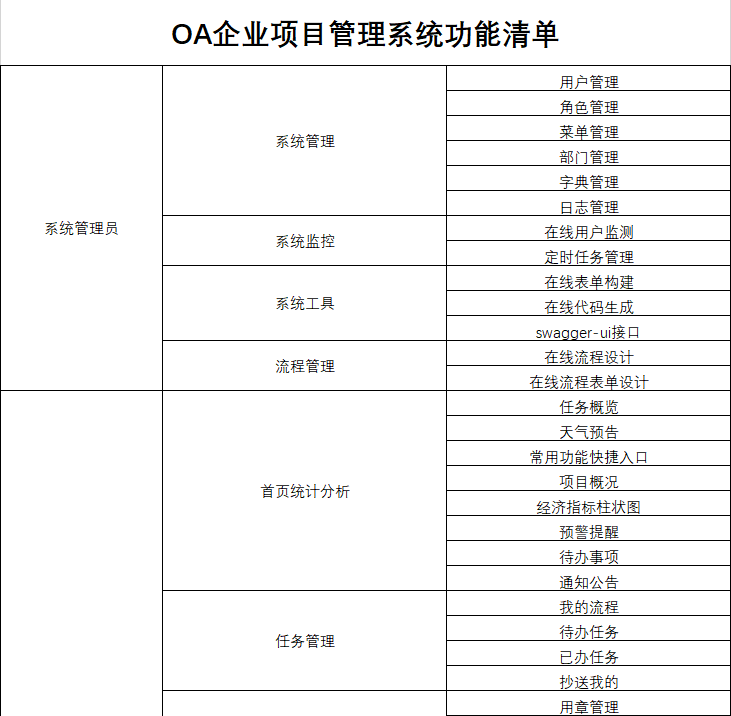 OA企业项目管理系统功能清单
系统管理员
系统管理
用户管理
角色管理
菜单管理
部门管理
字典管理
日志管理
系统监控
在线用户监测
定时任务管理
系统工具
在线表单构建
在线代码生成
swagger-ui接口
流程管理
在线流程设计
在线流程表单设计
首页统计分析
任务概览
天气预告
常用功能快捷入口
项目概况
经济指标柱状图
预警提醒
待办事项
通知公告
任务管理
我的流程
待办任务
已办任务
抄送我的
用章管理